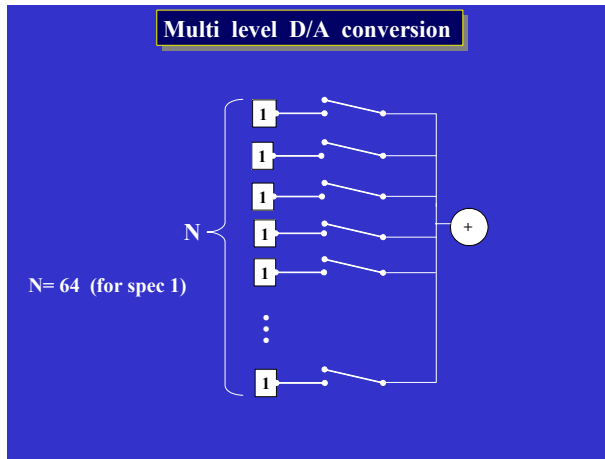 Multi level D/A conversion
1
1
1
1
N
+
N= 64 (for spec 1)
1
1